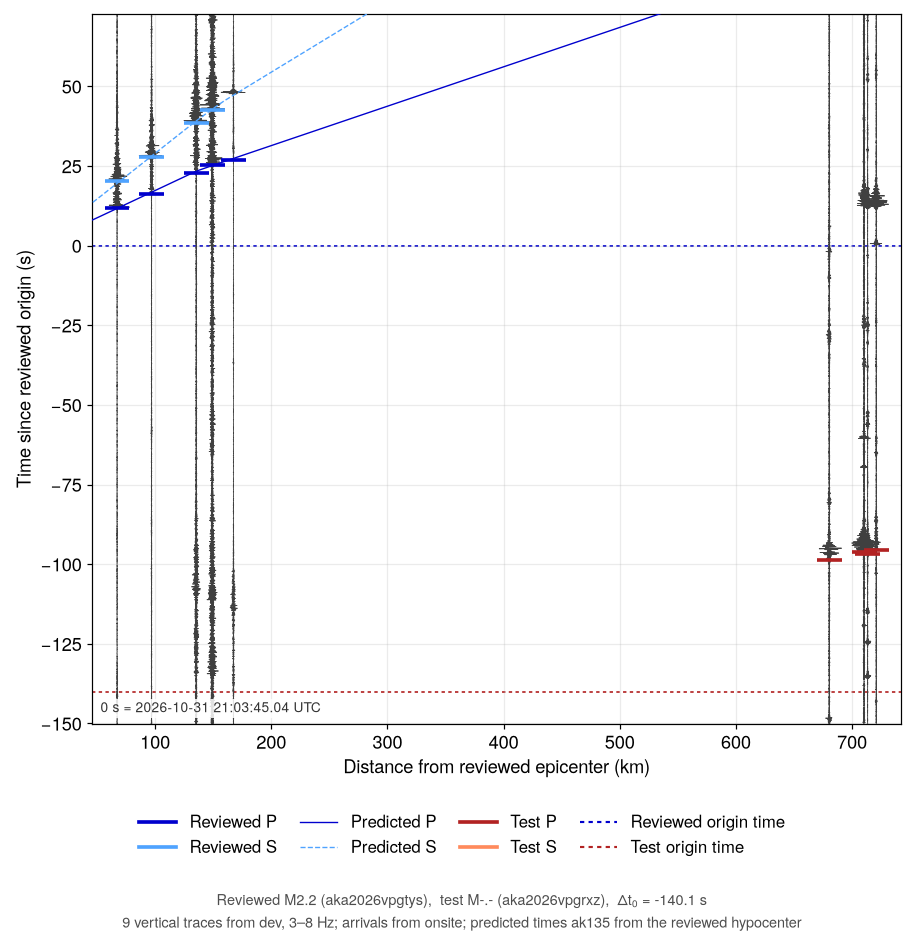 Time since reviewed origin (s)
50
25
0
−25
−50
−75
−100
−125
−150
0 s = 2026-10-31 21:03:45.04 UTC
100 200 300 400 500 600 700
Distance from reviewed epicenter (km)
Reviewed P Predicted P Test P Reviewed origin time
Reviewed S Predicted S Test S Test origin time
Reviewed M2.2 (aka2026vpgtys), test M-.- (aka2026vpgrxz), Δt₀ = -140.1 s
9 vertical traces from dev, 3–8 Hz; arrivals from onsite; predicted times ak135 from the reviewed hypocenter